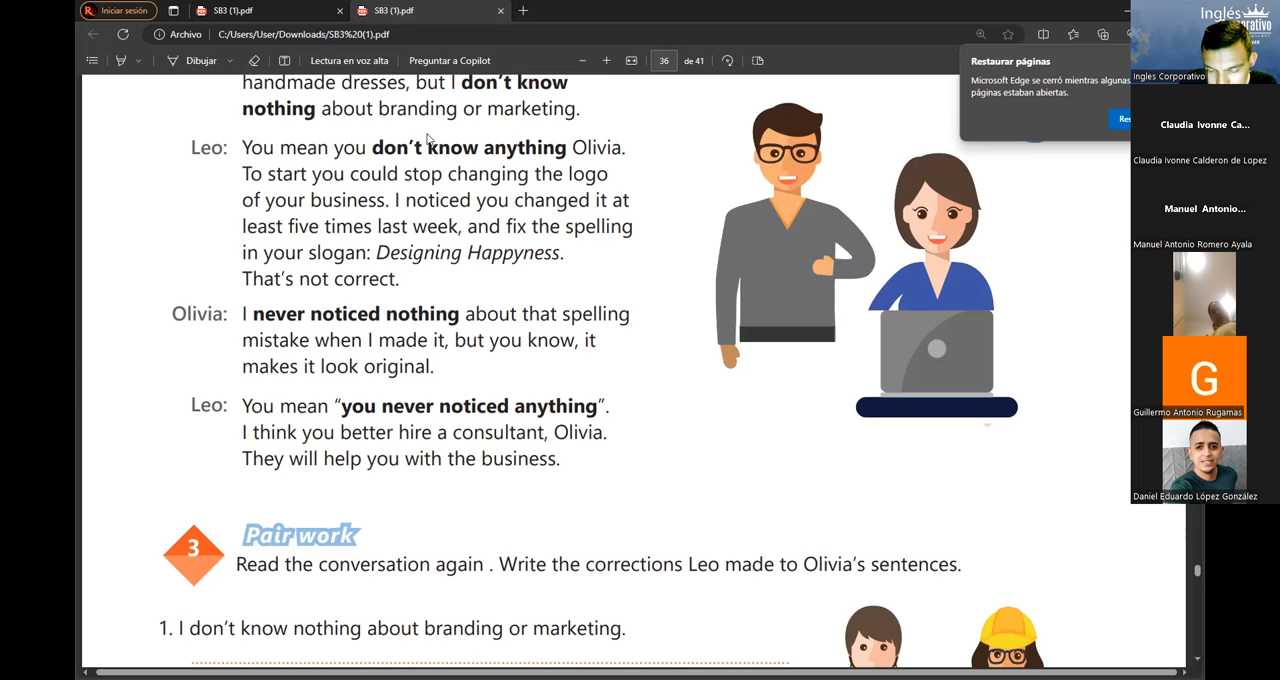 Iniciar sesión
SB3 (1).pdf
SB3 (1).pdf
Archivo
C:/Users/User/Downloads/SB3%20(1).pdf
Dibujar
Lectura en voz alta
Preguntar a Copilot
36
de 41
Restaurar páginas
Microsoft Edge se cerró mientras algunas
páginas estaban abiertas.
Inglés
Ingles Corporativo
Claudia Ivonne Ca...
Claudia Ivonne Calderon de Lopez
Manuel Antonio...
Manuel Antonio Romero Ayala
G
Guillermo Antonio Rugamas
Daniel Eduardo López González
handmade dresses, but I don't know
nothing about branding or marketing.
Leo: You mean you don't know anything Olivia.
To start you could stop changing the logo
of your business. I noticed you changed it at
least five times last week, and fix the spelling
in your slogan: Designing Happyness.
That's not correct.
Olivia: I never noticed nothing about that spelling
mistake when I made it, but you know, it
makes it look original.
Leo: You mean “you never noticed anything”.
I think you better hire a consultant, Olivia.
They will help you with the business.
3
Pair work
Read the conversation again . Write the corrections Leo made to Olivia's sentences.
1. I don't know nothing about branding or marketing.